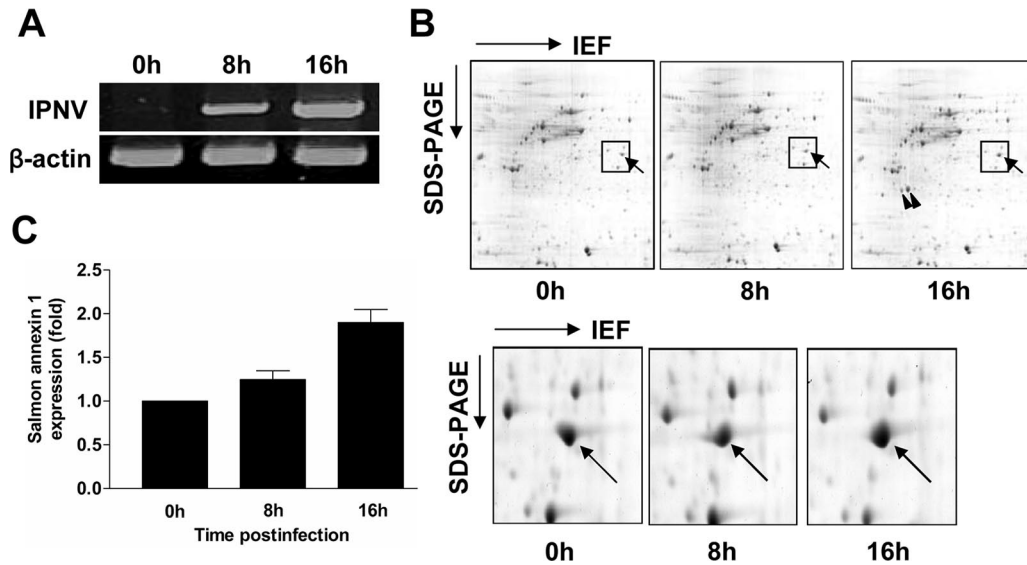 A
0h 8h 16h
IPNV
β-actin
B
IEF
SDS-PAGE
0h 8h 16h
IEF
SDS-PAGE
0h 8h 16h
C
Salmon annexin 1
expression (fold)
2.5
2.0
1.5
1.0
0.5
0.0
0h 8h 16h
Time postinfection